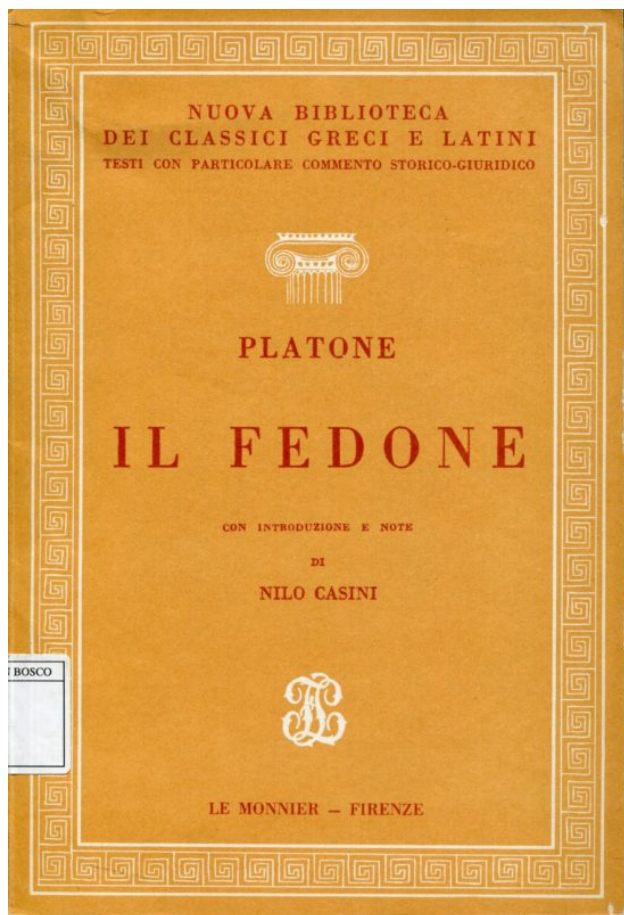 NUOVA BIBLIOTECA
DEI CLASSICI GRECI E LATINI
TESTI CON PARTICOLARE COMMENTO STORICO-GIURIDICO
PLATONE
IL FEDONE
CON INTRODUZIONE E NOTE
DI
NILO CASINI
BOSCO
LE MONNIER – FIRENZE